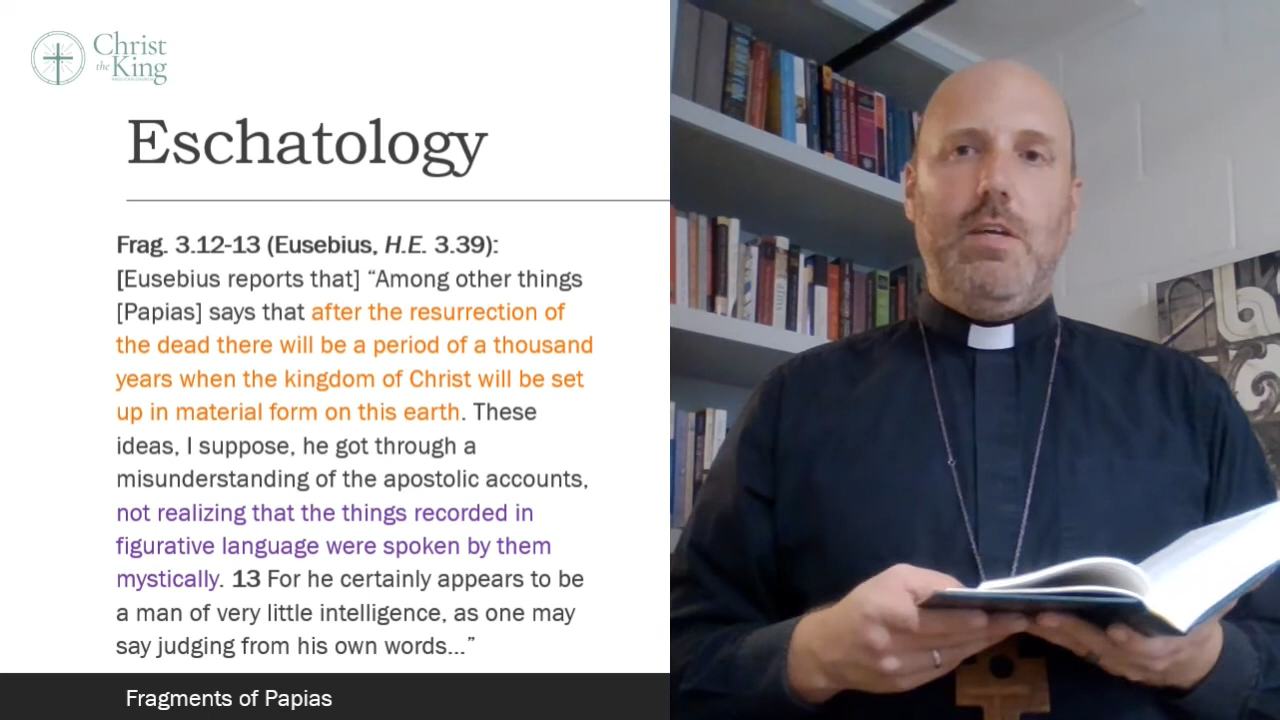 Christ
the King
Eschatology
Frag. 3.12-13 (Eusebius, H.E. 3.39):
[Eusebius reports that] “Among other things
[Papias] says that after the resurrection of
the dead there will be a period of a thousand
years when the kingdom of Christ will be set
up in material form on this earth. These
ideas, I suppose, he got through a
misunderstanding of the apostolic accounts,
not realizing that the things recorded in
figurative language were spoken by them
mystically. 13 For he certainly appears to be
a man of very little intelligence, as one may
say judging from his own words...”
Fragments of Papias